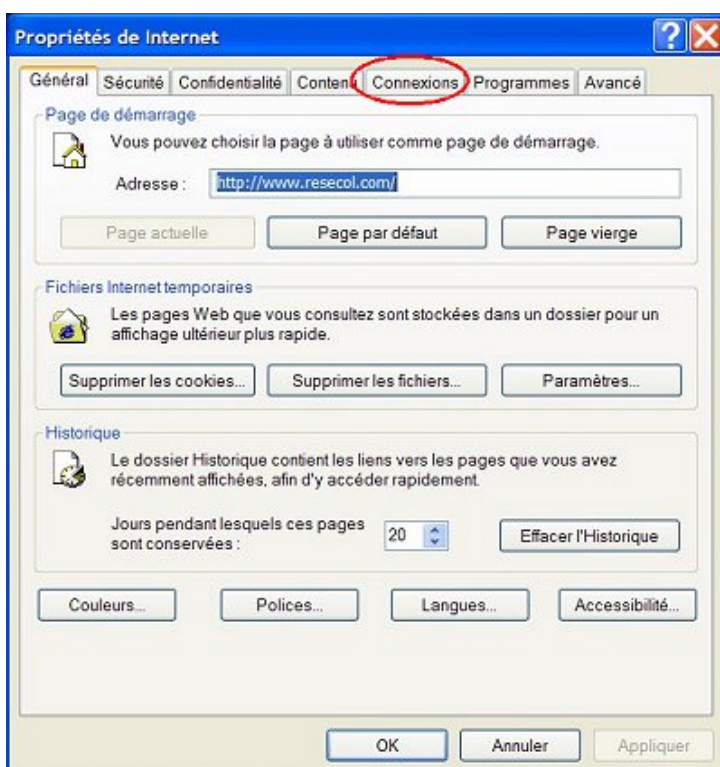 Propriétés de Internet
Général Sécurité Confidentialité Contenu Connexions Programmes Avancé
Page de démarrage
Vous pouvez choisir la page à utiliser comme page de démarrage.
Adresse : http://www.resecol.com/
Page actuelle Page par défaut Page vierge
Fichiers Internet temporaires
Les pages Web que vous consultez sont stockées dans un dossier pour un
affichage ultérieur plus rapide.
Supprimer les cookies... Supprimer les fichiers... Paramètres...
Historique
Le dossier Historique contient les liens vers les pages que vous avez
récemment affichées, afin d'y accéder rapidement.
Jours pendant lesquels ces pages
sont conservées : 20 Effacer l'Historique
Couleurs... Polices... Langues... Accessibilité...
OK Annuler Appliquer